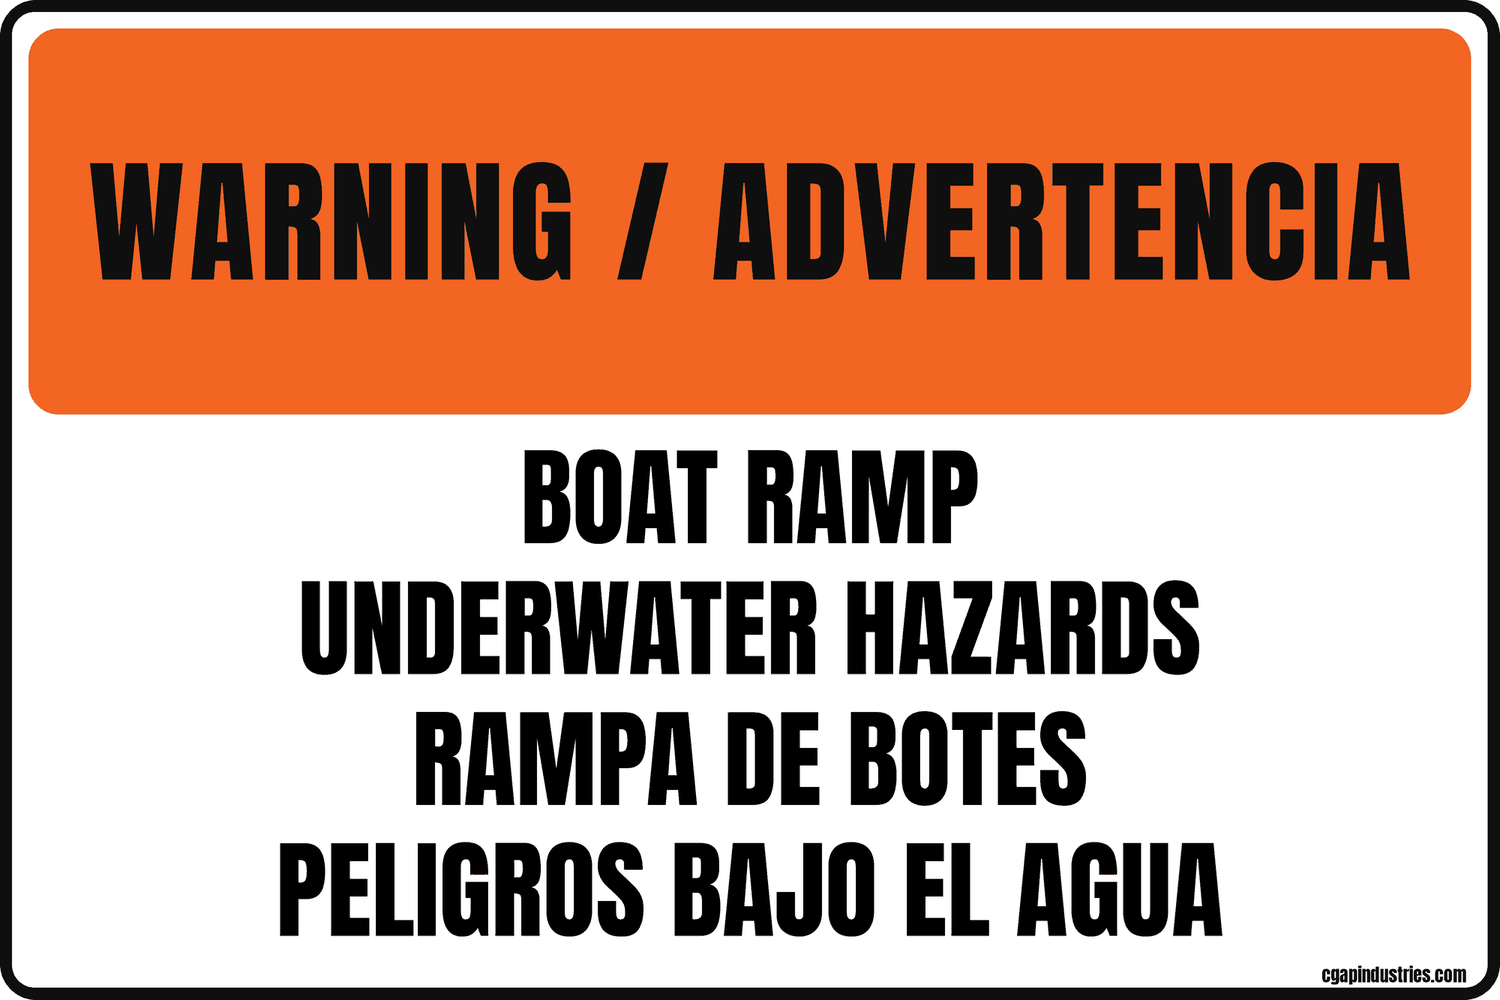 WARNING / ADVERTENCIA
BOAT RAMP
UNDERWATER HAZARDS
RAMPA DE BOTES
PELIGROS BAJO EL AGUA
cgapindustries.com